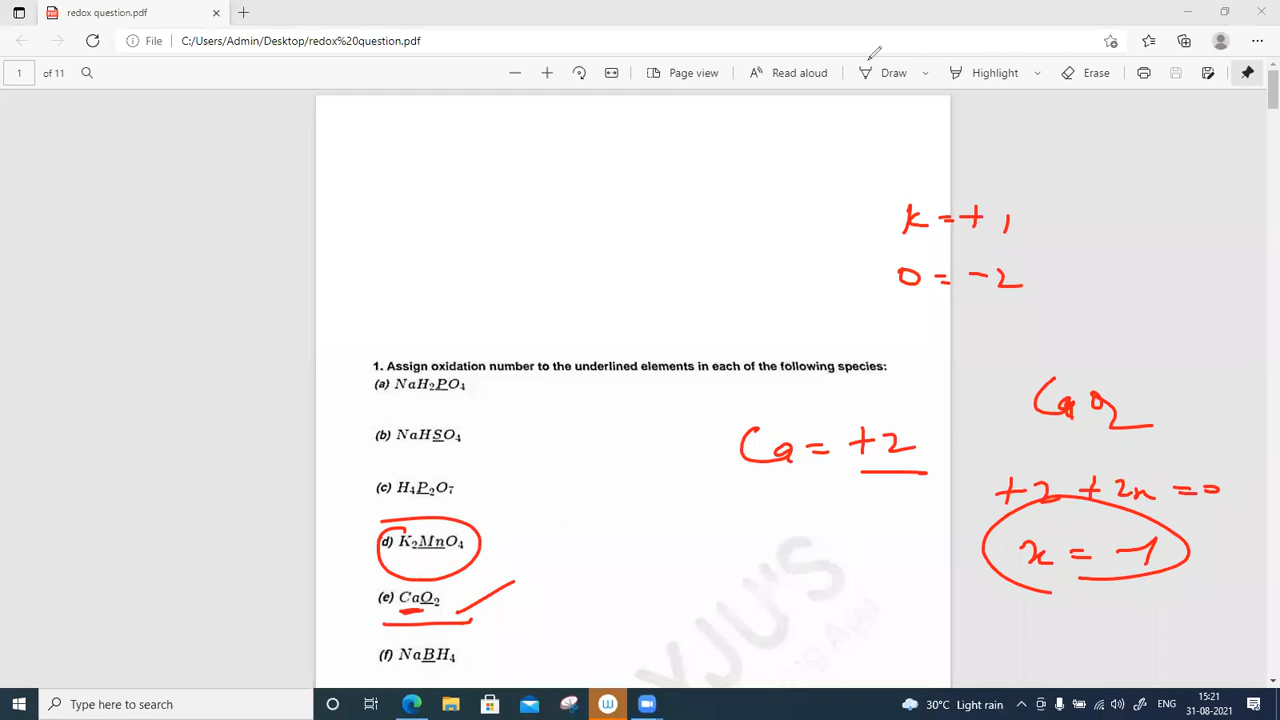 redox question.pdf
File C:/Users/Admin/Desktop/redox%20question.pdf
1 of 11 Page view Read aloud Draw Highlight Erase
K = + 1
O = - 2
1. Assign oxidation number to the underlined elements in each of the following species:
(a) NaH₂PO₄
CaO₂
(b) NaHSO₄
Ca = +2
(c) H₄P₂O₇
+2 + 2x = 0
d) K₂MnO₄
x = -1
(e) CaO₂
(f) NaBH₄
Type here to search
30°C Light rain
15:21
31-08-2021